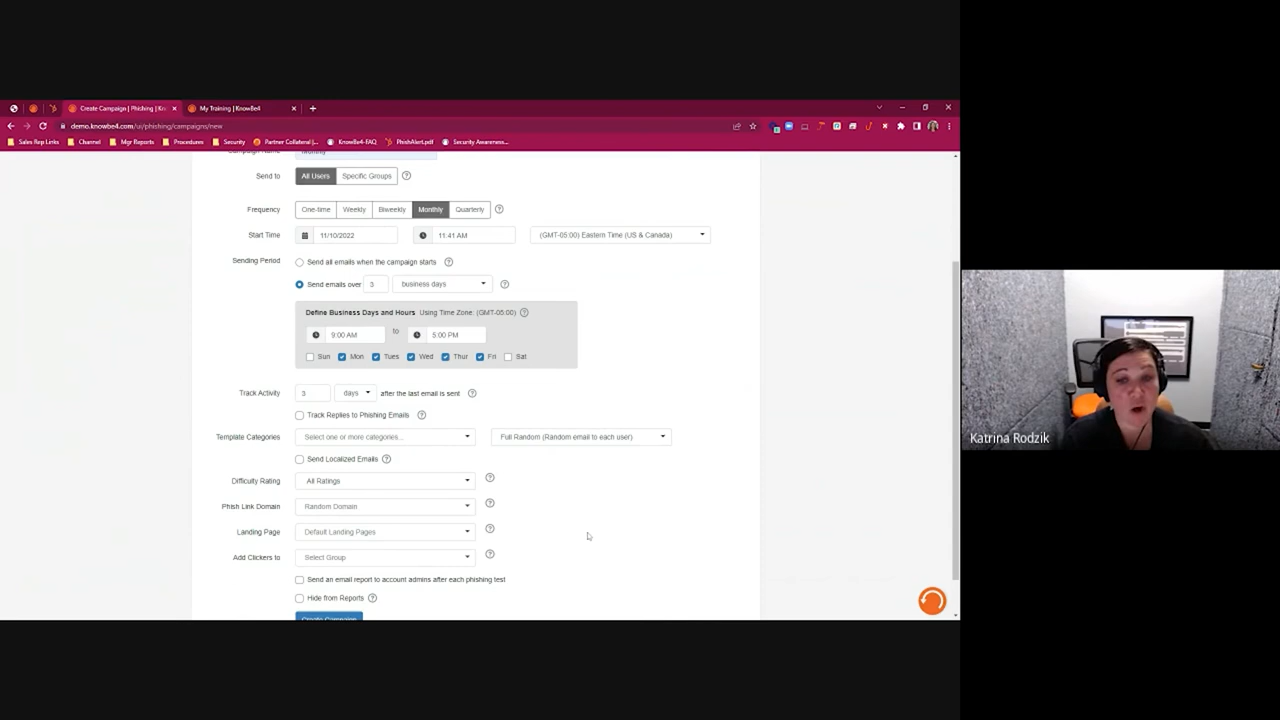 Create Campaign | Phishing | Kn
My Training | KnowBe4
demo.knowbe4.com/ui/phishing/campaigns/new
Sales Rep Links Channel Mgr Reports Procedures Security Partner Collateral |... KnowBe4-FAQ PhishAlert.pdf Security Awareness...
Send to All Users Specific Groups
Frequency One-time Weekly Biweekly Monthly Quarterly
Start Time 11/10/2022 11:41 AM (GMT-05:00) Eastern Time (US & Canada)
Sending Period Send all emails when the campaign starts
Send emails over 3 business days
Define Business Days and Hours Using Time Zone: (GMT-05:00)
9:00 AM to 5:00 PM
Sun Mon Tues Wed Thur Fri Sat
Track Activity 3 days after the last email is sent
Track Replies to Phishing Emails
Template Categories Select one or more categories... Full Random (Random email to each user)
Send Localized Emails
Difficulty Rating All Ratings
Phish Link Domain Random Domain
Landing Page Default Landing Pages
Add Clickers to Select Group
Send an email report to account admins after each phishing test
Hide from Reports
Create Campaign
Katrina Rodzik